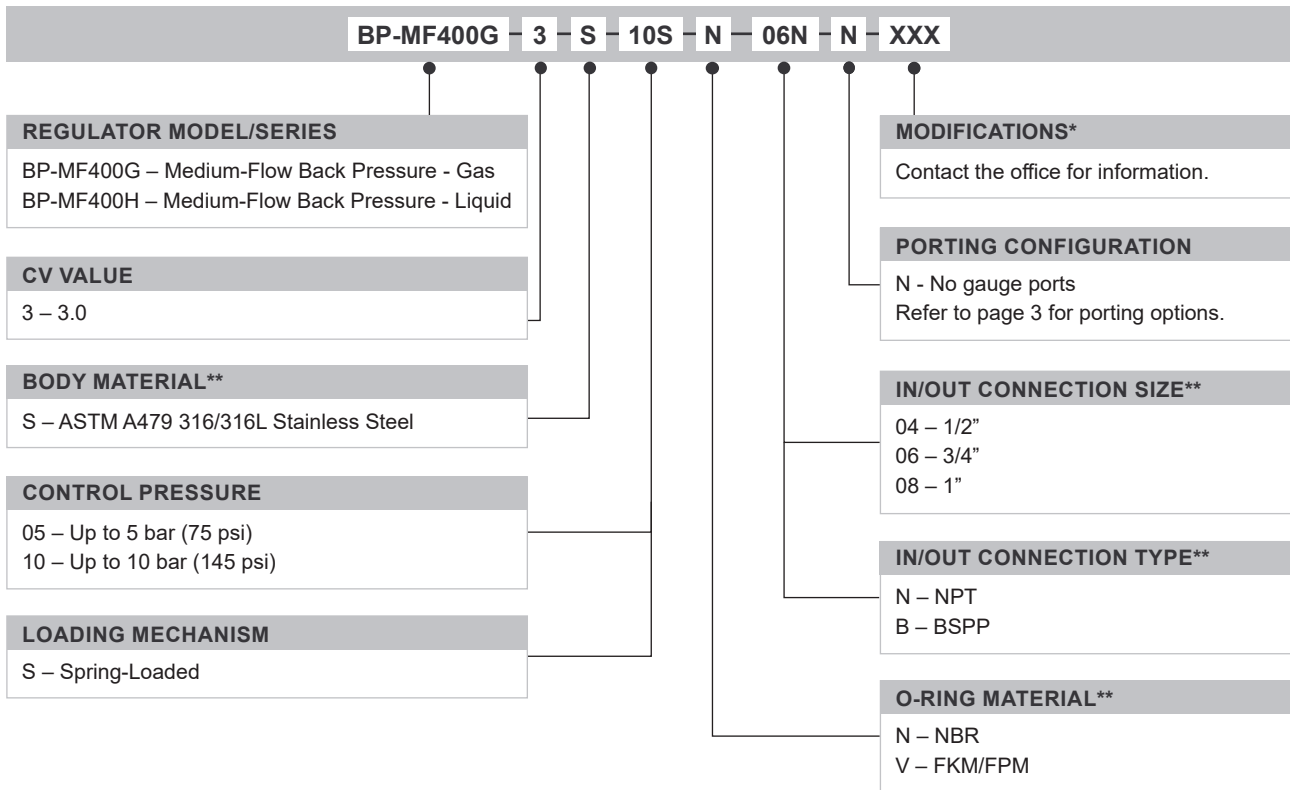 BP-MF400G - 3 - S - 10S - N - 06N - N - XXX
REGULATOR MODEL/SERIES
BP-MF400G – Medium-Flow Back Pressure - Gas
BP-MF400H – Medium-Flow Back Pressure - Liquid
CV VALUE
3 – 3.0
BODY MATERIAL**
S – ASTM A479 316/316L Stainless Steel
CONTROL PRESSURE
05 – Up to 5 bar (75 psi)
10 – Up to 10 bar (145 psi)
LOADING MECHANISM
S – Spring-Loaded
MODIFICATIONS*
Contact the office for information.
PORTING CONFIGURATION
N - No gauge ports
Refer to page 3 for porting options.
IN/OUT CONNECTION SIZE**
04 – 1/2”
06 – 3/4”
08 – 1”
IN/OUT CONNECTION TYPE**
N – NPT
B – BSPP
O-RING MATERIAL**
N – NBR
V – FKM/FPM